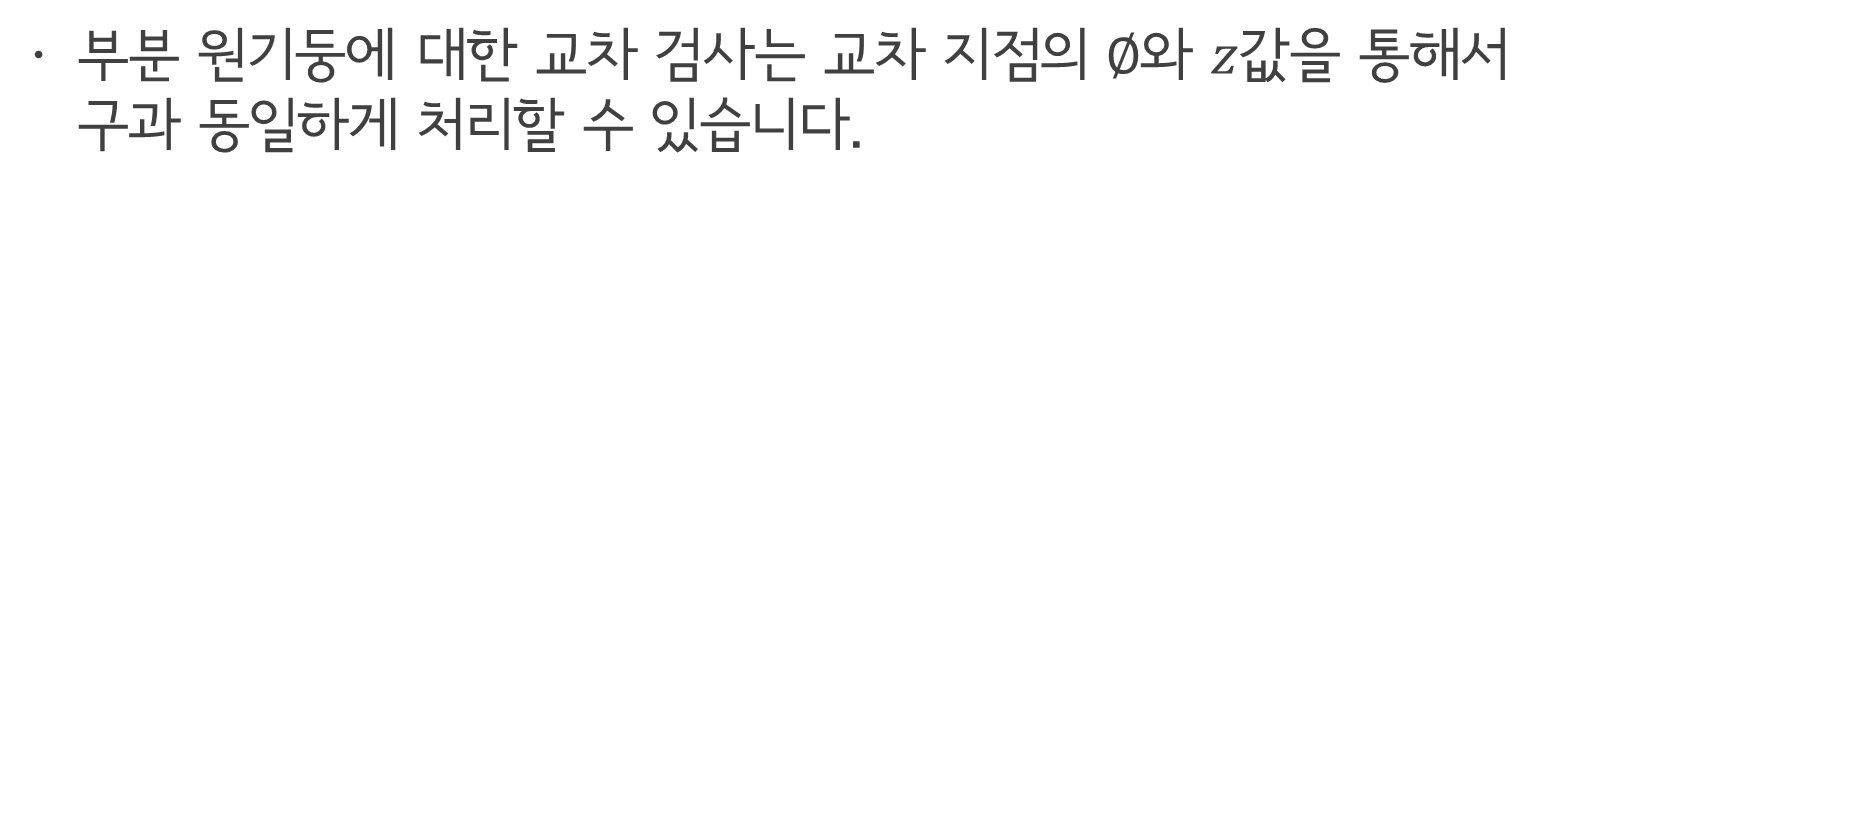 • 부분 원기둥에 대한 교차 검사는 교차 지점의 ∅와 z값을 통해서
구과 동일하게 처리할 수 있습니다.